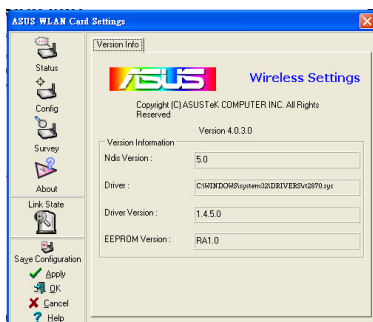 ASUS WLAN Card Settings
Status
Config
Survey
About
Link State
Save Configuration
Apply
OK
Cancel
Help
Version Info
ASUS
Wireless Settings
Copyright (C) ASUSTeK COMPUTER INC. All Rights
Reserved
Version 4.0.3.0
Version Information
Ndis Version : 5.0
Driver : C:\WINDOWS\system32\DRIVERS\rt2870.sys
Driver Version : 1.4.5.0
EEPROM Version : RA1.0